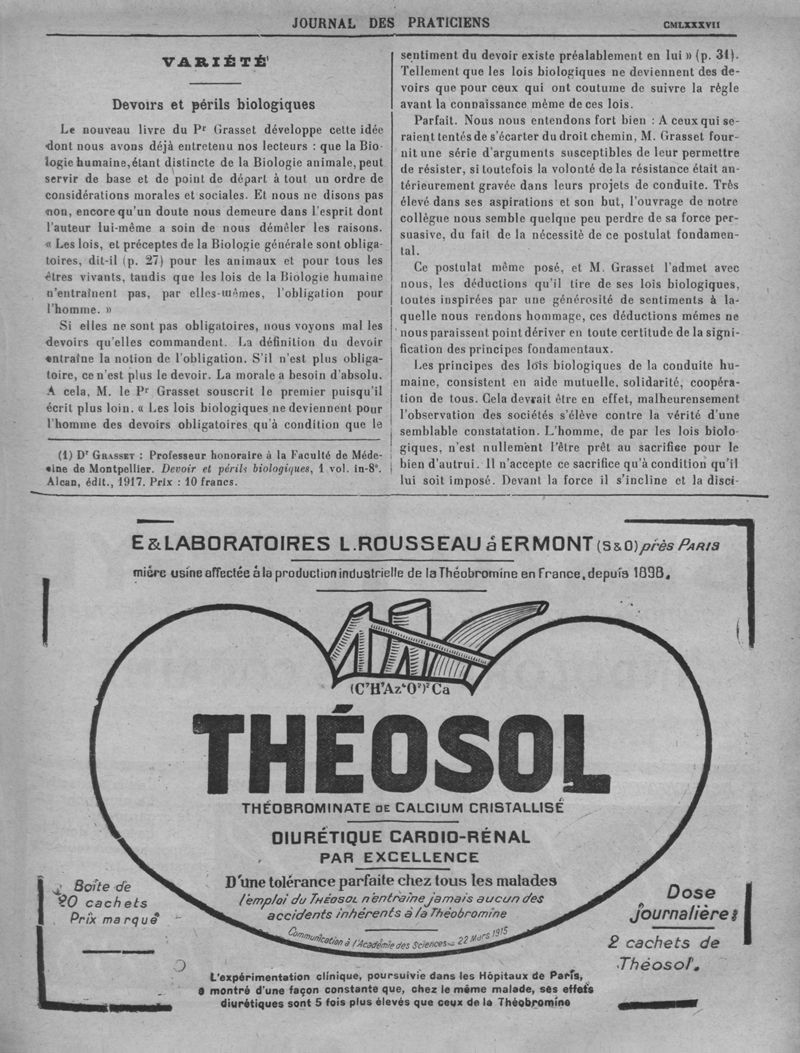 JOURNAL DES PRATICIENS
CMLXXXVII
VARIÉTÉ¹
Devoirs et périls biologiques
Le nouveau livre du Pʳ Grasset développe cette idée
dont nous avons déjà entretenu nos lecteurs : que la Bio-
logie humaine, étant distincte de la Biologie animale, peut
servir de base et de point de départ à tout un ordre de
considérations morales et sociales. Et nous ne disons pas
non, encore qu'un doute nous demeure dans l'esprit dont
l'auteur lui-même a soin de nous démêler les raisons.
« Les lois, et préceptes de la Biologie générale sont obliga-
toires, dit-il (p. 27) pour les animaux et pour tous les
êtres vivants, tandis que les lois de la Biologie humaine
n'entraînent pas, par elles-mêmes, l'obligation pour
l'homme. »
Si elles ne sont pas obligatoires, nous voyons mal les
devoirs qu'elles commandent. La définition du devoir
entraîne la notion de l'obligation. S'il n'est plus obliga-
toire, ce n'est plus le devoir. La morale a besoin d'absolu.
A cela, M. le Pʳ Grasset souscrit le premier puisqu'il
écrit plus loin. « Les lois biologiques ne deviennent pour
l'homme des devoirs obligatoires qu'à condition que le
(1) Dʳ GRASSET : Professeur honoraire à la Faculté de Méde-
cine de Montpellier. Devoir et périls biologiques, 1 vol. in-8°.
Alcan, édit., 1917. Prix : 10 francs.
sentiment du devoir existe préalablement en lui » (p. 31).
Tellement que les lois biologiques ne deviennent des de-
voirs que pour ceux qui ont coutume de suivre la règle
avant la connaissance même de ces lois.
Parfait. Nous nous entendons fort bien : A ceux qui se-
raient tentés de s'écarter du droit chemin, M. Grasset four-
nit une série d'arguments susceptibles de leur permettre
de résister, si toutefois la volonté de la résistance était an-
térieurement gravée dans leurs projets de conduite. Très
élevé dans ses aspirations et son but, l'ouvrage de notre
collègue nous semble quelque peu perdre de sa force per-
suasive, du fait de la nécessité de ce postulat fondamen-
tal.
Ce postulat même posé, et M. Grasset l'admet avec
nous, les déductions qu'il tire de ses lois biologiques,
toutes inspirées par une générosité de sentiments à la-
quelle nous rendons hommage, ces déductions mêmes ne
nous paraissent point dériver en toute certitude de la signi-
fication des principes fondamentaux.
Les principes des lois biologiques de la conduite hu-
maine, consistent en aide mutuelle, solidarité, coopéra-
tion de tous. Cela devrait être en effet, malheureusement
l'observation des sociétés s'élève contre la vérité d'une
semblable constatation. L'homme, de par les lois biolo-
giques, n'est nullement l'être prêt au sacrifice pour le
bien d'autrui. Il n'accepte ce sacrifice qu'à condition qu'il
lui soit imposé. Devant la force il s'incline et la disci-
E & LABORATOIRES L. ROUSSEAU à ERMONT (S & O) près PARIS
mière usine affectée à la production industrielle de la Théobromine en France, depuis 1898.
(C⁷H⁷Az⁴O²)² Ca
THÉOSOL
THÉOBROMINATE DE CALCIUM CRISTALLISÉ
DIURÉTIQUE CARDIO-RÉNAL
PAR EXCELLENCE
D'une tolérance parfaite chez tous les malades
l'emploi du THÉOSOL n'entraîne jamais aucun des
accidents inhérents à la Théobromine
Communication à l'Académie des Sciences 22 Mars 1915
Boîte de
20 cachets
Prix marqué
Dose
journalière:
2 cachets de
Théosol.
L'expérimentation clinique, poursuivie dans les Hôpitaux de Paris,
a montré d'une façon constante que, chez le même malade, ses effets
diurétiques sont 5 fois plus élevés que ceux de la Théobromine